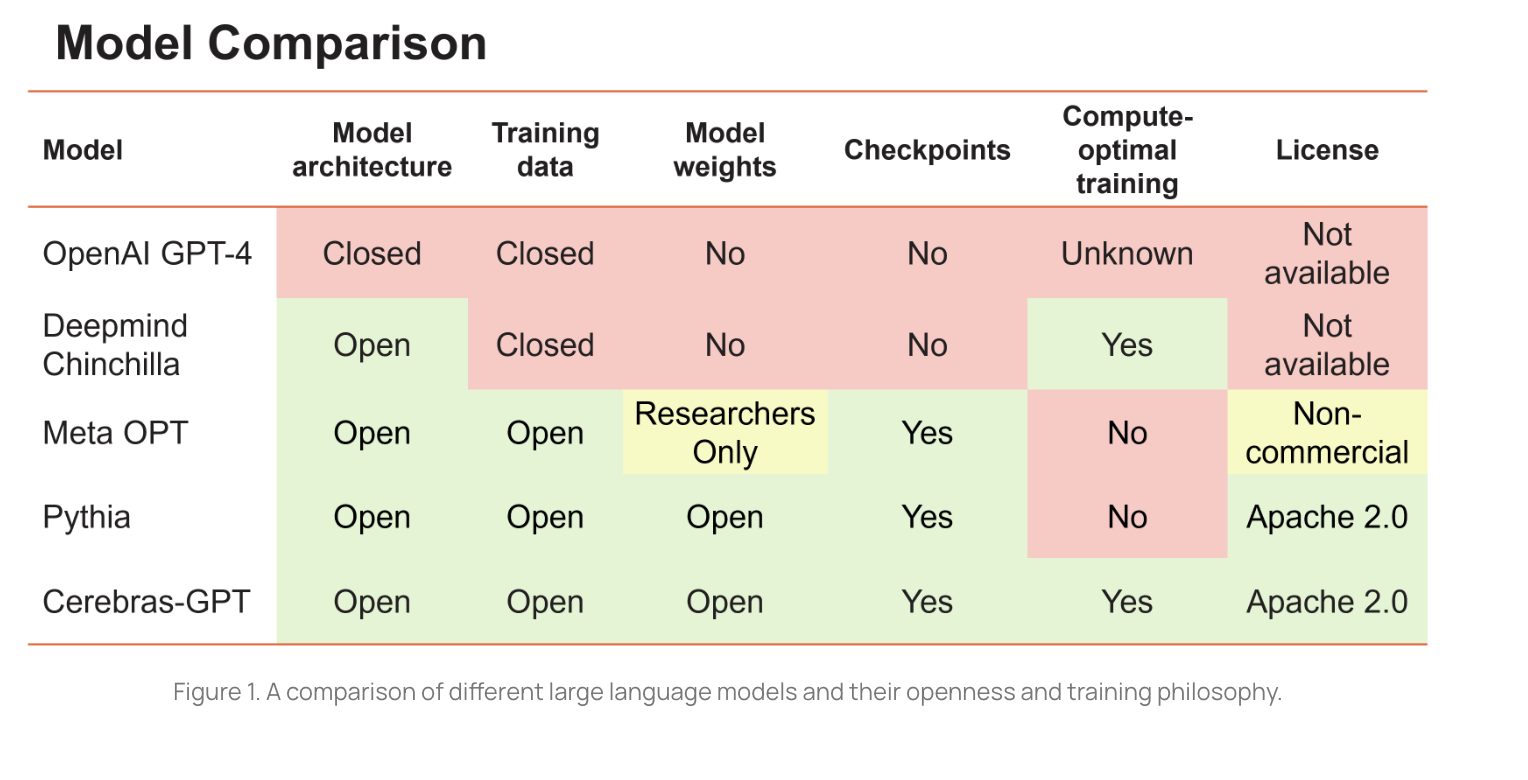 Model Comparison
Model
Model
architecture
Training
data
Model
weights
Checkpoints
Compute-
optimal
training
License
OpenAI GPT-4
Closed
Closed
No
No
Unknown
Not
available
Deepmind
Chinchilla
Open
Closed
No
No
Yes
Not
available
Meta OPT
Open
Open
Researchers
Only
Yes
No
Non-
commercial
Pythia
Open
Open
Open
Yes
No
Apache 2.0
Cerebras-GPT
Open
Open
Open
Yes
Yes
Apache 2.0
Figure 1. A comparison of different large language models and their openness and training philosophy.